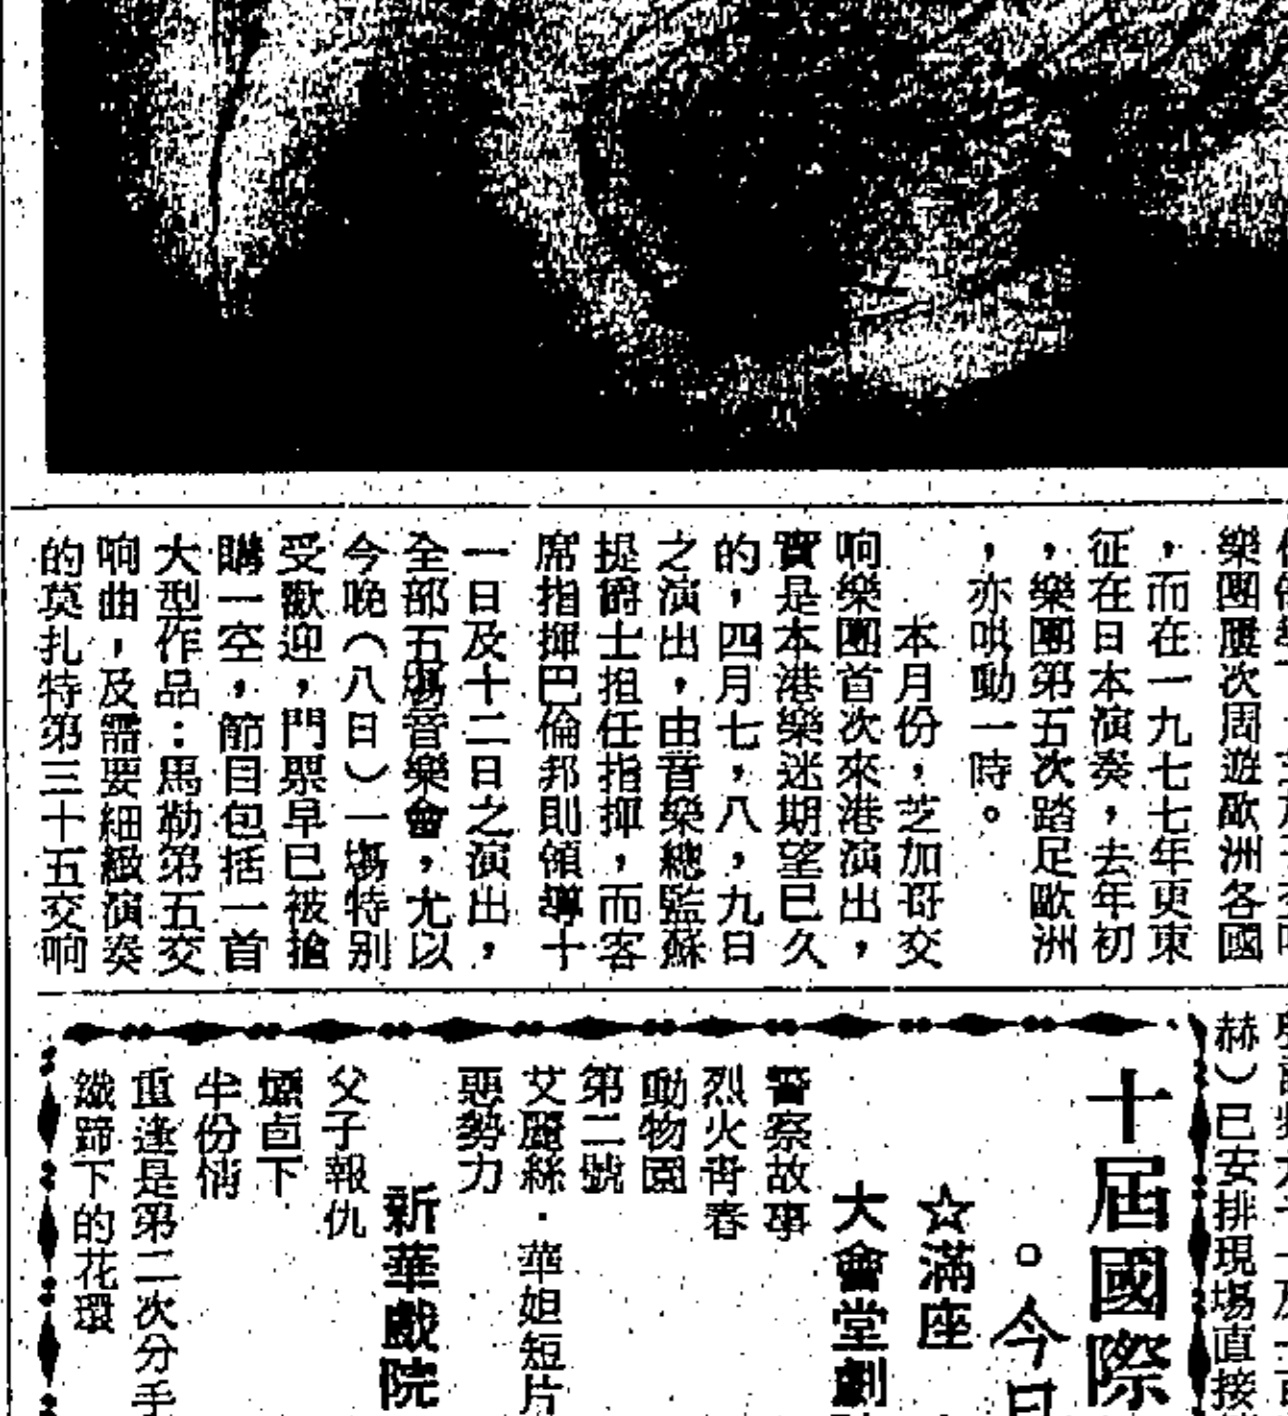 樂團屢次周遊歐洲各國
，而在一九七七年更東
征在日本演奏，去年初
，樂團第五次踏足歐洲
，亦哄動一時。
本月份，芝加哥交
响樂團首次來港演出，
實是本港樂迷期望已久
的，四月七，八，九日
之演出，由音樂總監蘇
提爵士担任指揮，而客
席指揮巴倫邦則領導十
一日及十二日之演出，
全部五場音樂會，尤以
今晚（八日）一場特别
受歡迎，門票早已被搶
購一空，節目包括一首
大型作品：馬勒第五交
响曲，及需要細緻演奏
的莫扎特第三十五交响
赫）已安排現場直接
十屆國際
。今日
☆滿座
大會堂劇
警察故事
烈火青春
動物園
第二號
艾麗絲．華妲短片
惡勢力
新華戲院
父子報仇
爐卣下
半份情
重逢是第二次分手
鐵蹄下的花環